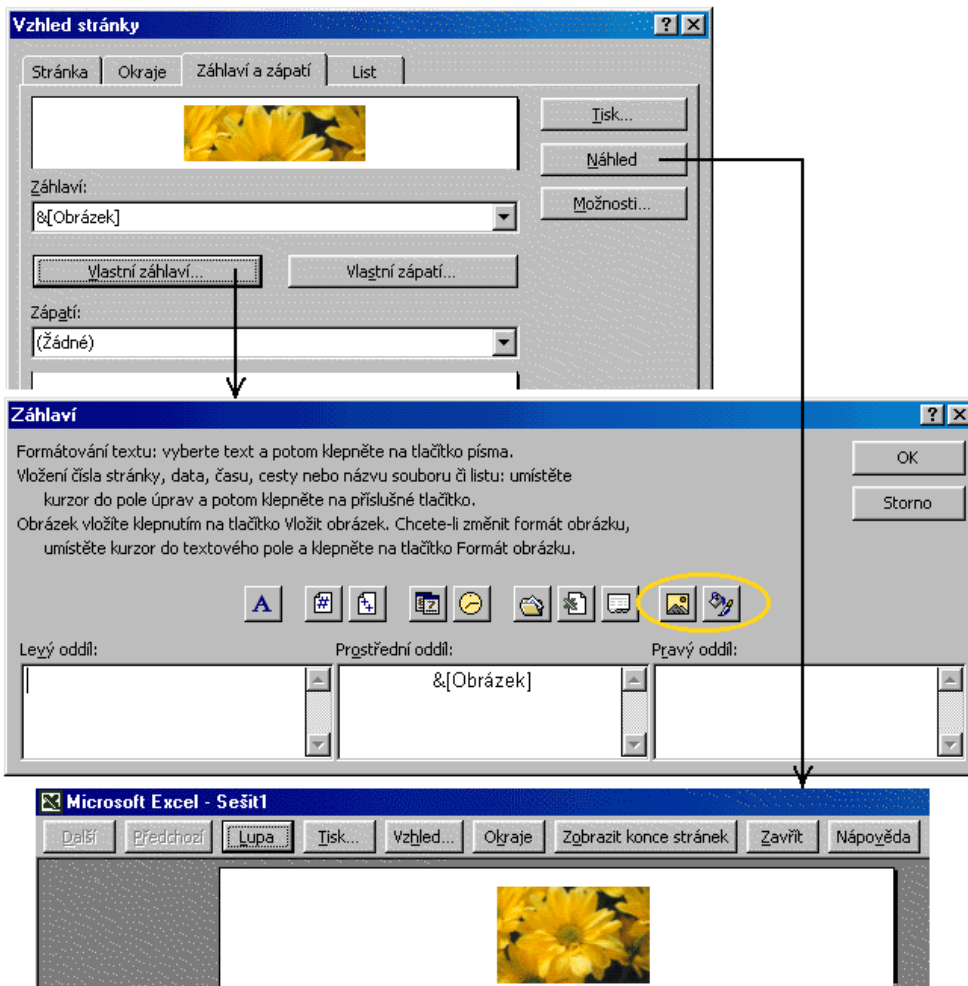 Vzhled stránky
Stránka Okraje Záhlaví a zápatí List
Tisk...
Náhled
Záhlaví:
Možnosti...
&[Obrázek]
Vlastní záhlaví... Vlastní zápatí...
Zápatí:
(Žádné)
Záhlaví
Formátování textu: vyberte text a potom klepněte na tlačítko písma.
OK
Vložení čísla stránky, data, času, cesty nebo názvu souboru či listu: umístěte
kurzor do pole úprav a potom klepněte na příslušné tlačítko.
Storno
Obrázek vložíte klepnutím na tlačítko Vložit obrázek. Chcete-li změnit formát obrázku,
umístěte kurzor do textového pole a klepněte na tlačítko Formát obrázku.
Levý oddíl: Prostřední oddíl: Pravý oddíl:
&[Obrázek]
Microsoft Excel - Sešit1
Další Předchozí Lupa Tisk... Vzhled... Okraje Zobrazit konce stránek Zavřít Nápověda